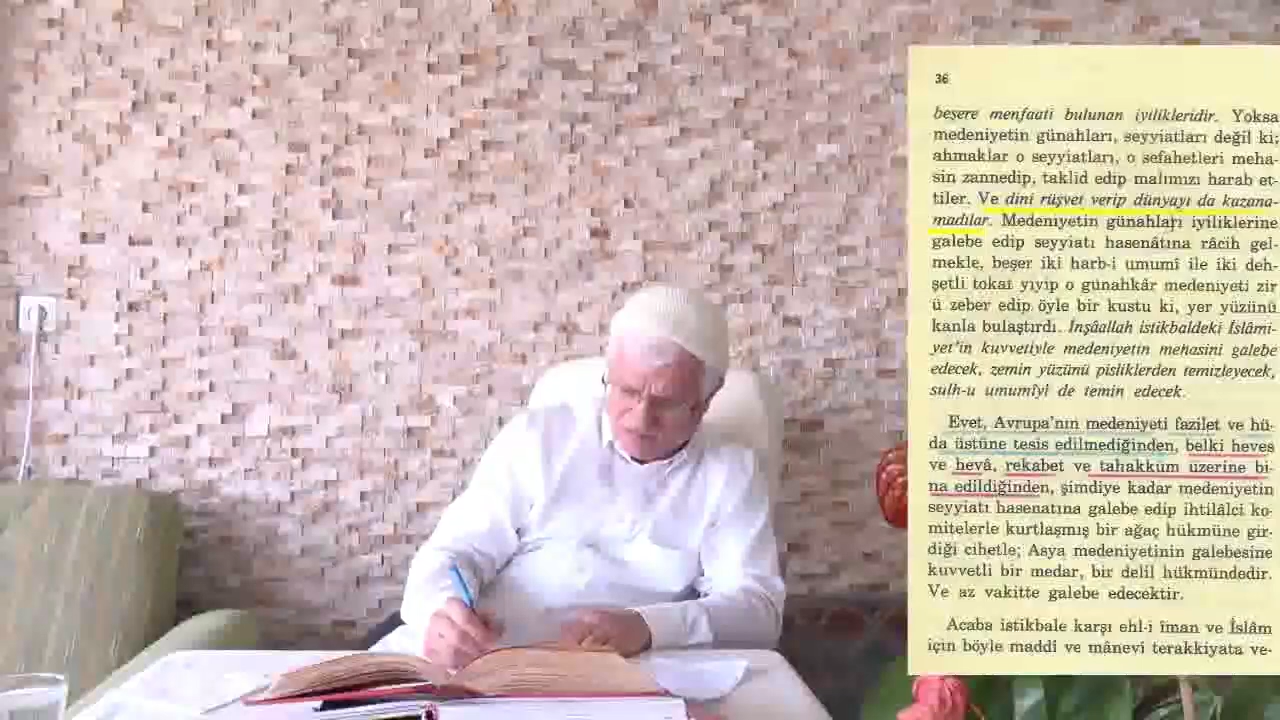 36
beşere menfaati bulunan iyilikleridir. Yoksa
medeniyetin günahları, seyyiatları değil ki;
ahmaklar o seyyiatları, o sefahetleri meha-
sin zannedip, taklid edip malımızı harab et-
tiler. Ve dini rüşvet verip dünyayı da kazana-
madılar. Medeniyetin günahları iyiliklerine
galebe edip seyyiatı hasenâtına râcih gel-
mekle, beşer iki harb-i umumî ile iki deh-
şetli tokat yiyip o günahkâr medeniyeti zîr
ü zeber edip öyle bir kustu ki, yer yüzünü
kanla bulaştırdı. İnşâallah istikbaldeki İslâmi-
yet'in kuvvetiyle medeniyetin mehasini galebe
edecek, zemin yüzünü pisliklerden temizleyecek,
sulh-u umumîyi de temin edecek.
Evet, Avrupa'nın medeniyeti fazilet ve hü-
da üstüne tesis edilmediğinden, belki heves
ve hevâ, rekabet ve tahakküm üzerine bi-
na edildiğinden, şimdiye kadar medeniyetin
seyyiatı hasenatına galebe edip ihtilâlci ko-
mitelerle kurtlaşmış bir ağaç hükmüne gir-
diği cihetle; Asya medeniyetinin galebesine
kuvvetli bir medar, bir delil hükmündedir.
Ve az vakitte galebe edecektir.
Acaba istikbale karşı ehl-i îman ve İslâm
için böyle maddî ve mânevî terakkiyata ve-